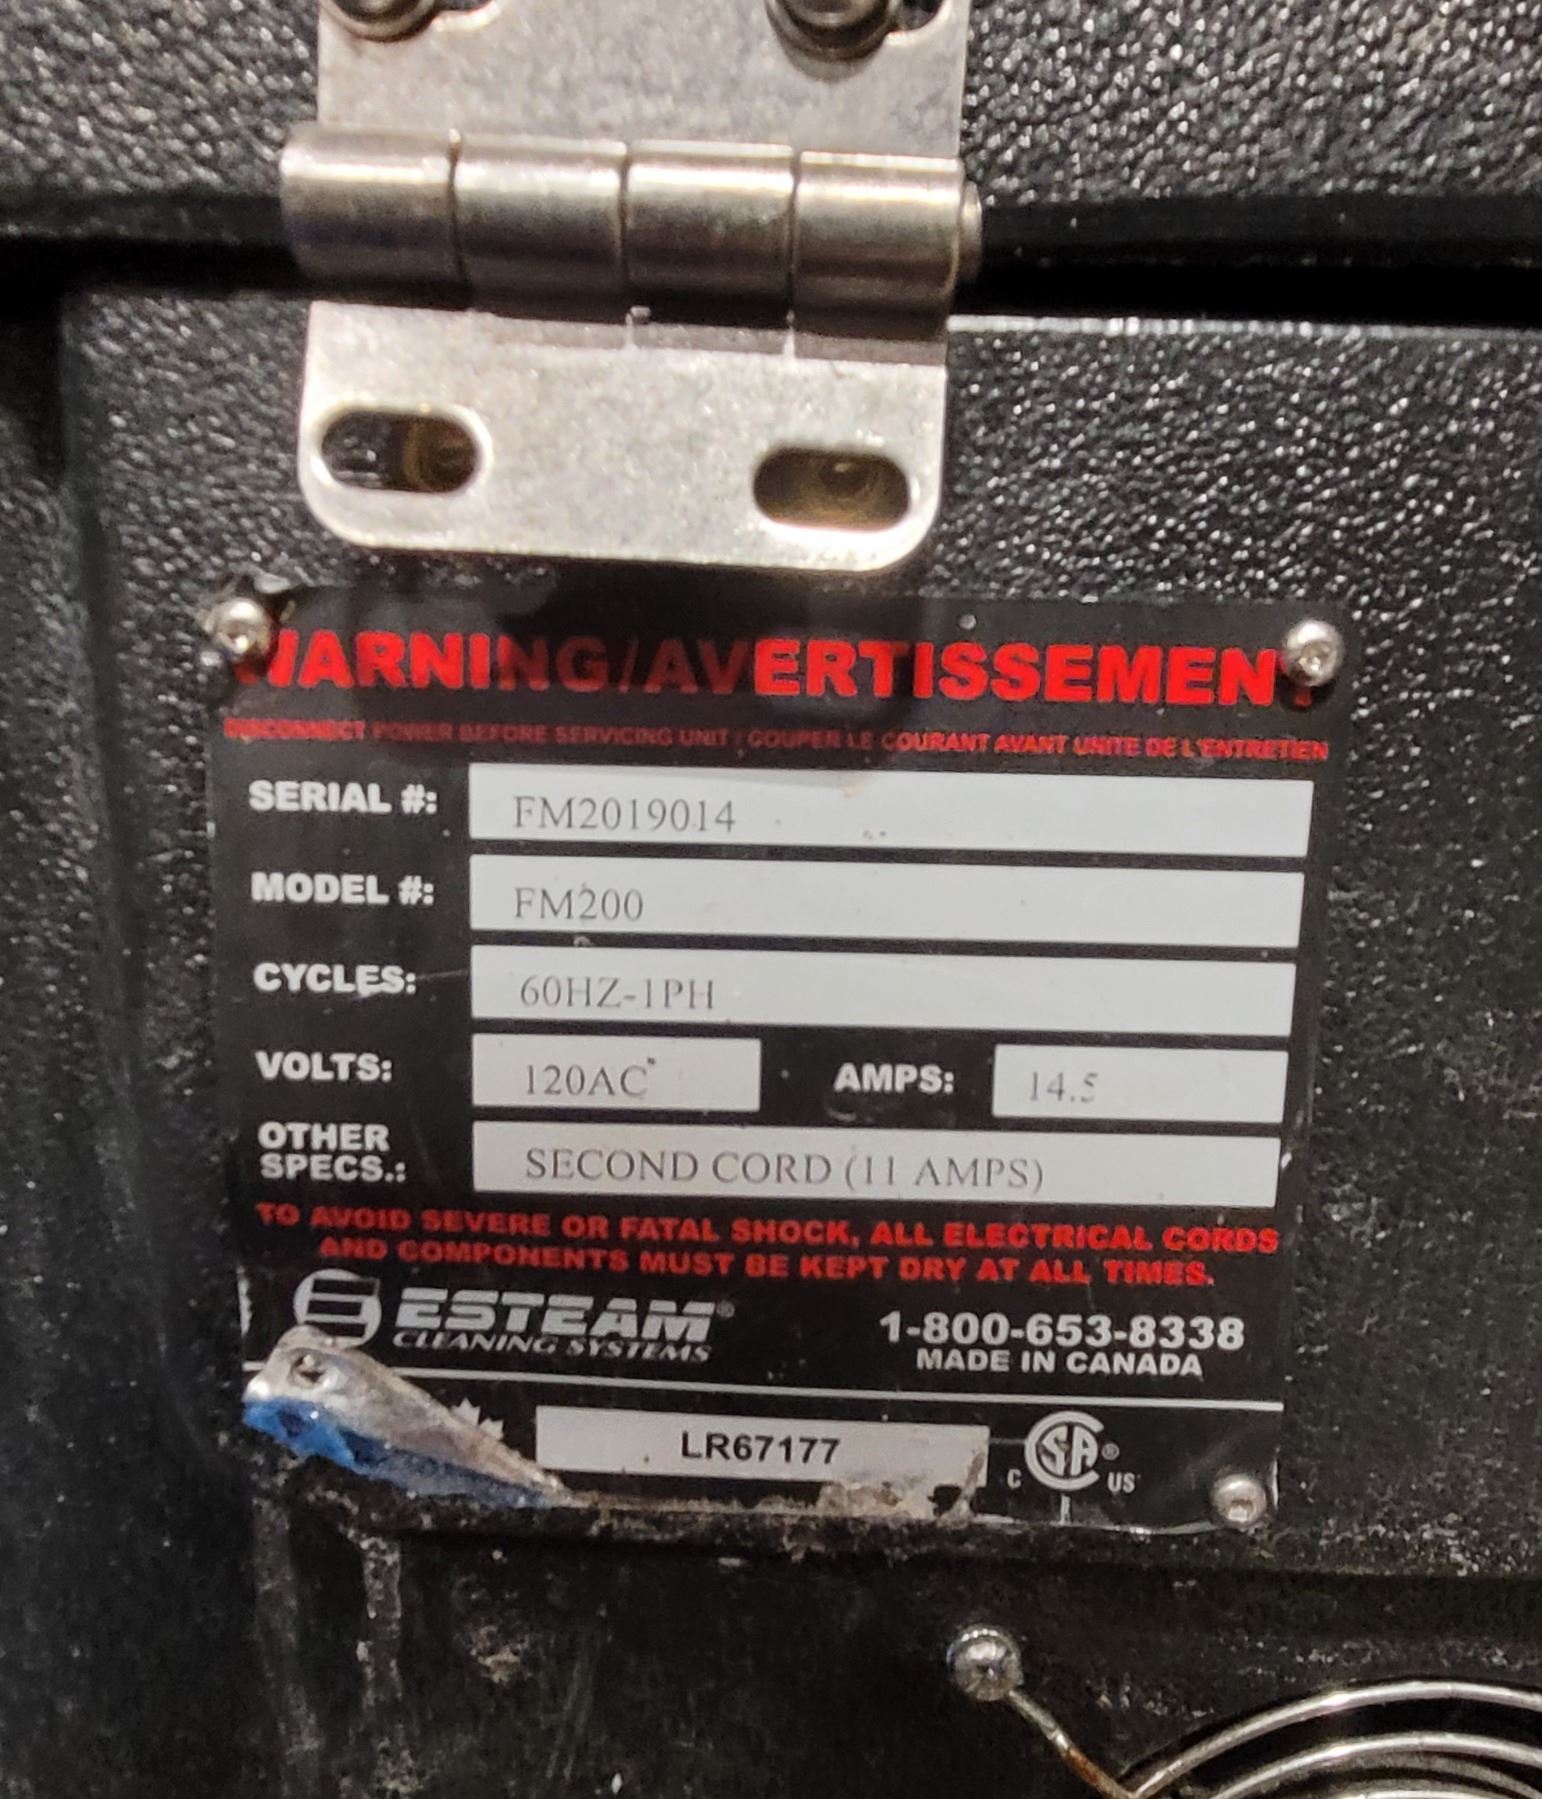 WARNING/AVERTISSEMENT
DISCONNECT POWER BEFORE SERVICING UNIT / COUPER LE COURANT AVANT UNITE DE L'ENTRETIEN
SERIAL #: FM2019014
MODEL #: FM200
CYCLES: 60HZ-1PH
VOLTS: 120AC AMPS: 14.5
OTHER
SPECS.: SECOND CORD (11 AMPS)
TO AVOID SEVERE OR FATAL SHOCK, ALL ELECTRICAL CORDS
AND COMPONENTS MUST BE KEPT DRY AT ALL TIMES.
ESTEAM®
CLEANING SYSTEMS
1-800-653-8338
MADE IN CANADA
LR67177
C SA® US